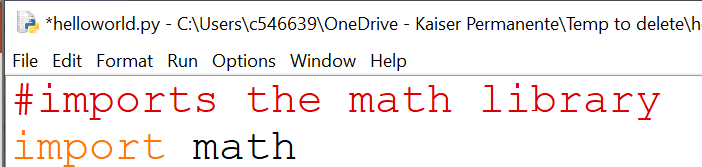 *helloworld.py - C:\Users\c546639\OneDrive - Kaiser Permanente\Temp to delete\h
File Edit Format Run Options Window Help
#imports the math library
import math